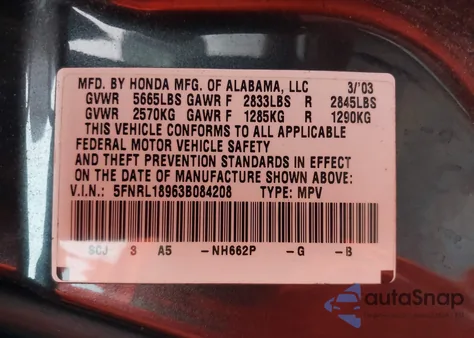 MFD. BY HONDA MFG. OF ALABAMA, LLC 3/'03
GVWR 5665LBS GAWR F 2833LBS R 2845LBS
GVWR 2570KG GAWR F 1285KG R 1290KG
THIS VEHICLE CONFORMS TO ALL APPLICABLE
FEDERAL MOTOR VEHICLE SAFETY
AND THEFT PREVENTION STANDARDS IN EFFECT
ON THE DATE OF MANUFACTURE SHOWN ABOVE.
V.I.N.: 5FNRL18963B084208 TYPE: MPV
SCJ 3 A5 -NH662P -G -B
autoSnap